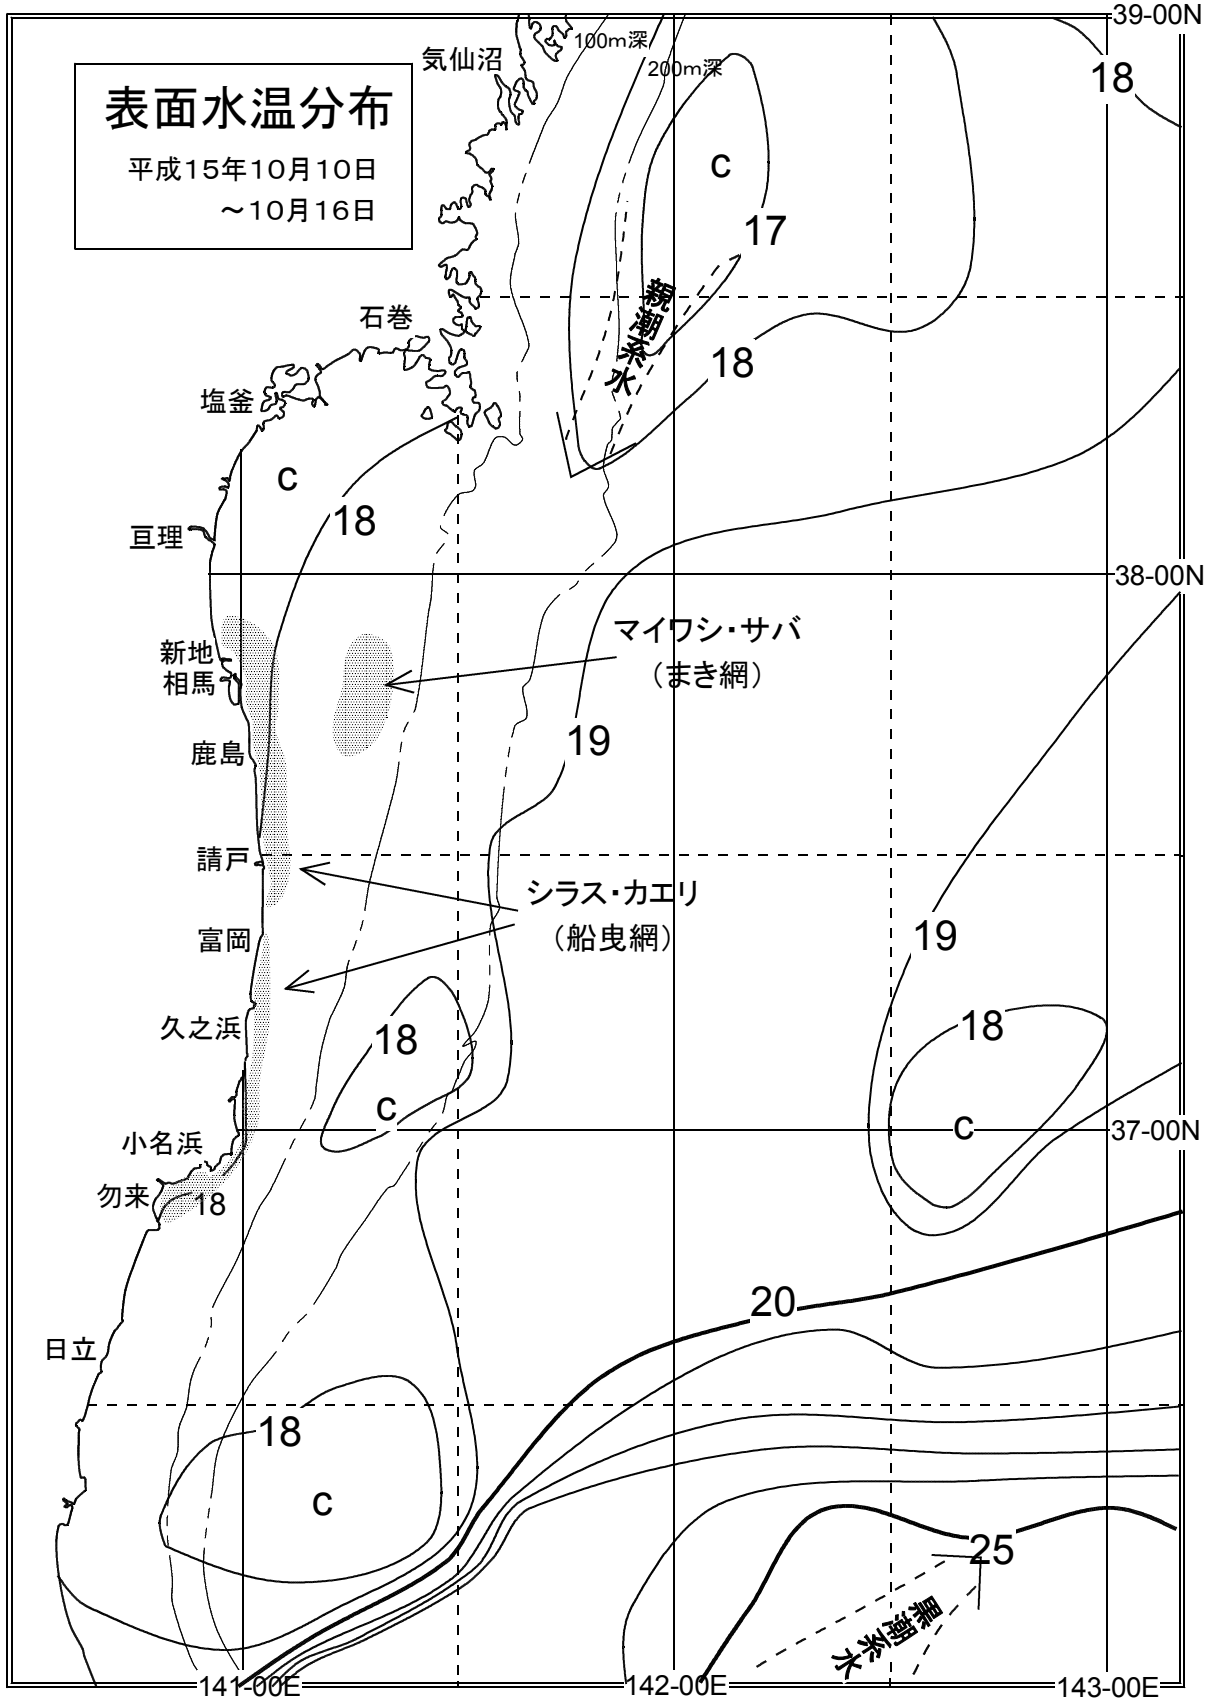 39-00N
気仙沼
100m深
200m深
18
表面水温分布
平成15年10月10日
～10月16日
C
17
親潮系水
石巻
18
塩釜
C
18
亘理
38-00N
マイワシ・サバ
（まき網）
新地
相馬
19
鹿島
請戸
シラス・カエリ
（船曳網）
富岡
19
久之浜
18
18
C
C
37-00N
小名浜
勿来
18
20
日立
18
C
25
黒潮系水
141-00E
142-00E
143-00E